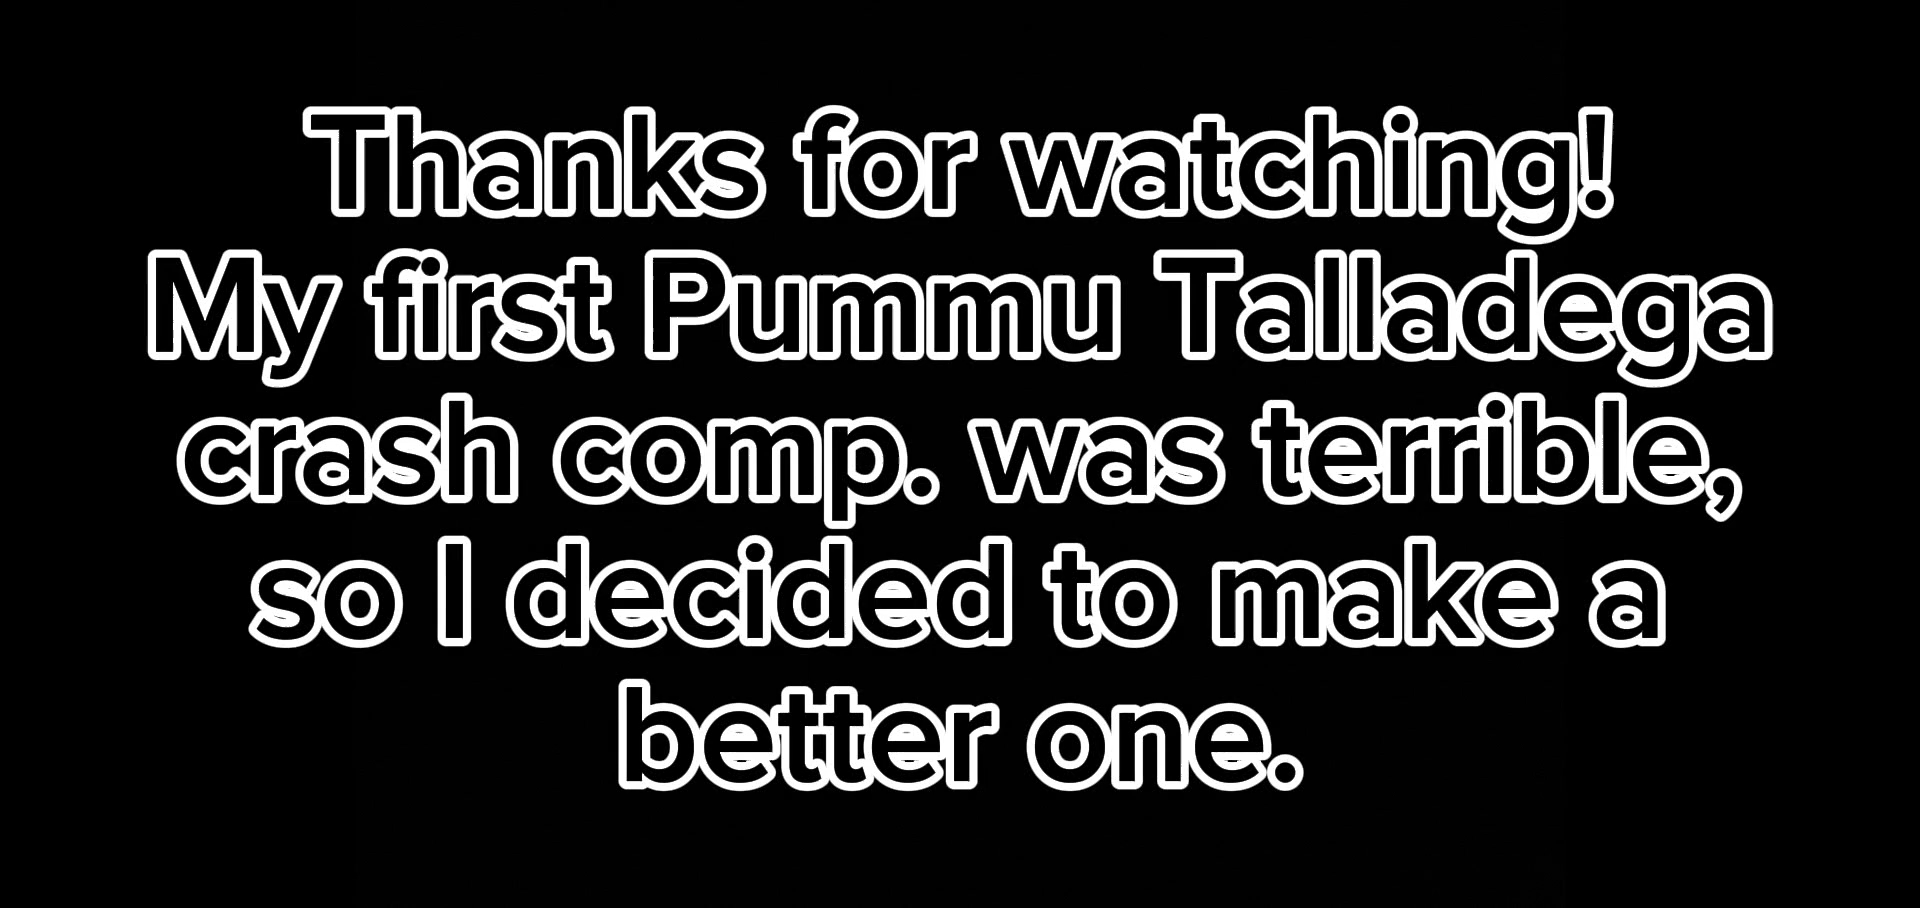 Thanks for watching!
My first Pummu Talladega
crash comp. was terrible,
so I decided to make a
better one.